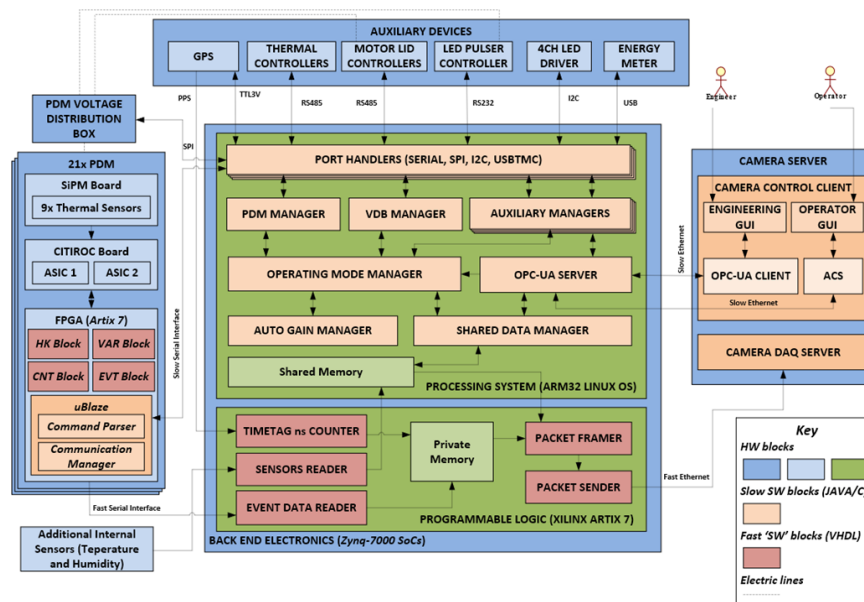 AUXILIARY DEVICES
GPS
THERMAL
CONTROLLERS
MOTOR LID
CONTROLLERS
LED PULSER
CONTROLLER
4CH LED
DRIVER
ENERGY
METER
PPS
TTL3V
RS485
RS485
RS232
I2C
USB
Engineer
Operator
PDM VOLTAGE
DISTRIBUTION
BOX
SPI
21x PDM
SiPM Board
9x Thermal Sensors
CITIROC Board
ASIC 1
ASIC 2
FPGA (Artix 7)
HK Block
VAR Block
CNT Block
EVT Block
uBlaze
Command Parser
Communication
Manager
Slow Serial Interface
Fast Serial Interface
Additional Internal
Sensors (Teperature
and Humidity)
PORT HANDLERS (SERIAL, SPI, I2C, USBTMC)
PDM MANAGER
VDB MANAGER
AUXILIARY MANAGERS
OPERATING MODE MANAGER
OPC-UA SERVER
AUTO GAIN MANAGER
SHARED DATA MANAGER
Shared Memory
PROCESSING SYSTEM (ARM32 LINUX OS)
TIMETAG ns COUNTER
SENSORS READER
EVENT DATA READER
Private
Memory
PACKET FRAMER
PACKET SENDER
PROGRAMMABLE LOGIC (XILINX ARTIX 7)
BACK END ELECTRONICS (Zynq-7000 SoCs)
Slow Ethernet
Slow Ethernet
Fast Ethernet
CAMERA SERVER
CAMERA CONTROL CLIENT
ENGINEERING
GUI
OPERATOR
GUI
OPC-UA CLIENT
ACS
CAMERA DAQ SERVER
Key
HW blocks
Slow SW blocks (JAVA/C)
Fast ‘SW’ blocks (VHDL)
Electric lines